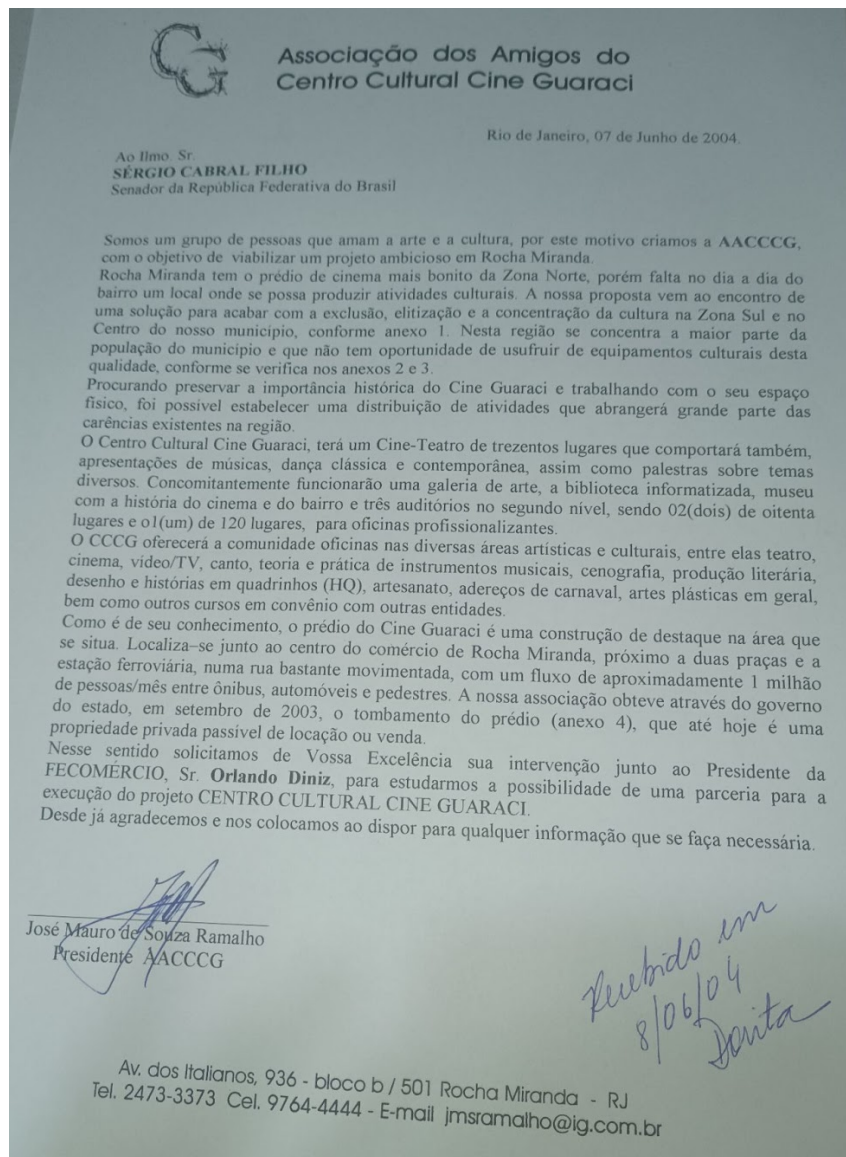 Associação dos Amigos do
Centro Cultural Cine Guaraci
Rio de Janeiro, 07 de Junho de 2004.
Ao Ilmo. Sr.
SÉRGIO CABRAL FILHO
Senador da República Federativa do Brasil
Somos um grupo de pessoas que amam a arte e a cultura, por este motivo criamos a AACCCG,
com o objetivo de viabilizar um projeto ambicioso em Rocha Miranda.
Rocha Miranda tem o prédio de cinema mais bonito da Zona Norte, porém falta no dia a dia do
bairro um local onde se possa produzir atividades culturais. A nossa proposta vem ao encontro de
uma solução para acabar com a exclusão, elitização e a concentração da cultura na Zona Sul e no
Centro do nosso município, conforme anexo 1. Nesta região se concentra a maior parte da
população do município e que não tem oportunidade de usufruir de equipamentos culturais desta
qualidade, conforme se verifica nos anexos 2 e 3.
Procurando preservar a importância histórica do Cine Guaraci e trabalhando com o seu espaço
físico, foi possível estabelecer uma distribuição de atividades que abrangerá grande parte das
carências existentes na região.
O Centro Cultural Cine Guaraci, terá um Cine-Teatro de trezentos lugares que comportará também,
apresentações de músicas, dança clássica e contemporânea, assim como palestras sobre temas
diversos. Concomitantemente funcionarão uma galeria de arte, a biblioteca informatizada, museu
com a história do cinema e do bairro e três auditórios no segundo nível, sendo 02(dois) de oitenta
lugares e o1(um) de 120 lugares, para oficinas profissionalizantes.
O CCCG oferecerá a comunidade oficinas nas diversas áreas artísticas e culturais, entre elas teatro,
cinema, vídeo/TV, canto, teoria e prática de instrumentos musicais, cenografia, produção literária,
desenho e histórias em quadrinhos (HQ), artesanato, adereços de carnaval, artes plásticas em geral,
bem como outros cursos em convênio com outras entidades.
Como é de seu conhecimento, o prédio do Cine Guaraci é uma construção de destaque na área que
se situa. Localiza–se junto ao centro do comércio de Rocha Miranda, próximo a duas praças e a
estação ferroviária, numa rua bastante movimentada, com um fluxo de aproximadamente 1 milhão
de pessoas/mês entre ônibus, automóveis e pedestres. A nossa associação obteve através do governo
do estado, em setembro de 2003, o tombamento do prédio (anexo 4), que até hoje é uma
propriedade privada passível de locação ou venda.
Nesse sentido solicitamos de Vossa Excelência sua intervenção junto ao Presidente da
FECOMÉRCIO, Sr. Orlando Diniz, para estudarmos a possibilidade de uma parceria para a
execução do projeto CENTRO CULTURAL CINE GUARACI.
Desde já agradecemos e nos colocamos ao dispor para qualquer informação que se faça necessária.
José Mauro de Souza Ramalho
Presidente AACCCG
Recebido em
8/06/04
Dorita
Av. dos Italianos, 936 - bloco b / 501 Rocha Miranda - RJ
Tel. 2473-3373 Cel. 9764-4444 - E-mail jmsramalho@ig.com.br